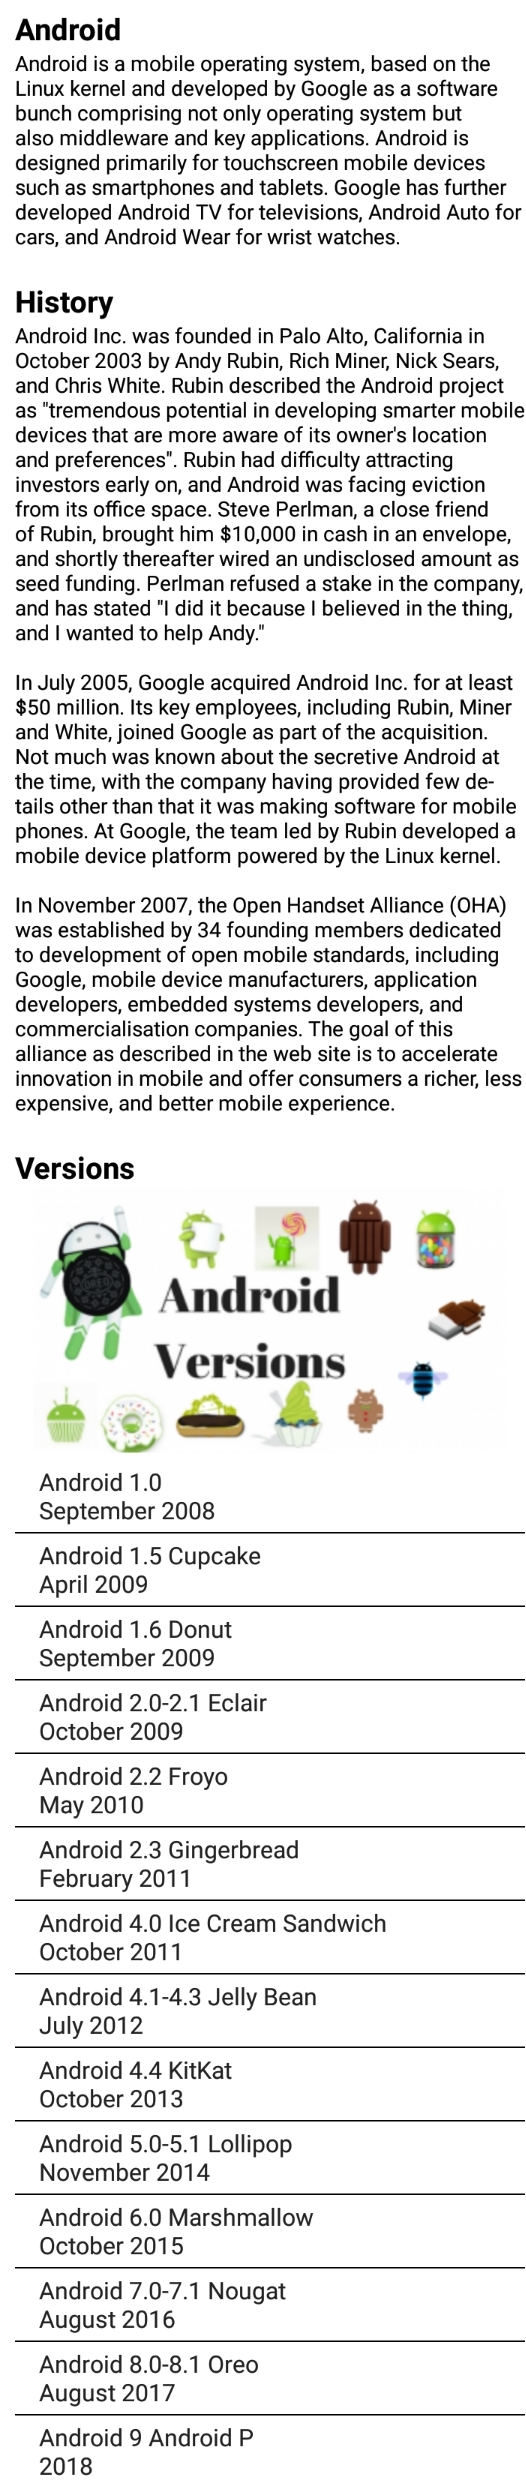 Android
Android is a mobile operating system, based on the
Linux kernel and developed by Google as a software
bunch comprising not only operating system but
also middleware and key applications. Android is
designed primarily for touchscreen mobile devices
such as smartphones and tablets. Google has further
developed Android TV for televisions, Android Auto for
cars, and Android Wear for wrist watches.
History
Android Inc. was founded in Palo Alto, California in
October 2003 by Andy Rubin, Rich Miner, Nick Sears,
and Chris White. Rubin described the Android project
as "tremendous potential in developing smarter mobile
devices that are more aware of its owner's location
and preferences". Rubin had difficulty attracting
investors early on, and Android was facing eviction
from its office space. Steve Perlman, a close friend
of Rubin, brought him $10,000 in cash in an envelope,
and shortly thereafter wired an undisclosed amount as
seed funding. Perlman refused a stake in the company,
and has stated "I did it because I believed in the thing,
and I wanted to help Andy."
In July 2005, Google acquired Android Inc. for at least
$50 million. Its key employees, including Rubin, Miner
and White, joined Google as part of the acquisition.
Not much was known about the secretive Android at
the time, with the company having provided few de-
tails other than that it was making software for mobile
phones. At Google, the team led by Rubin developed a
mobile device platform powered by the Linux kernel.
In November 2007, the Open Handset Alliance (OHA)
was established by 34 founding members dedicated
to development of open mobile standards, including
Google, mobile device manufacturers, application
developers, embedded systems developers, and
commercialisation companies. The goal of this
alliance as described in the web site is to accelerate
innovation in mobile and offer consumers a richer, less
expensive, and better mobile experience.
Versions
OREO
Android
Versions
Android 1.0
September 2008
Android 1.5 Cupcake
April 2009
Android 1.6 Donut
September 2009
Android 2.0-2.1 Eclair
October 2009
Android 2.2 Froyo
May 2010
Android 2.3 Gingerbread
February 2011
Android 4.0 Ice Cream Sandwich
October 2011
Android 4.1-4.3 Jelly Bean
July 2012
Android 4.4 KitKat
October 2013
Android 5.0-5.1 Lollipop
November 2014
Android 6.0 Marshmallow
October 2015
Android 7.0-7.1 Nougat
August 2016
Android 8.0-8.1 Oreo
August 2017
Android 9 Android P
2018